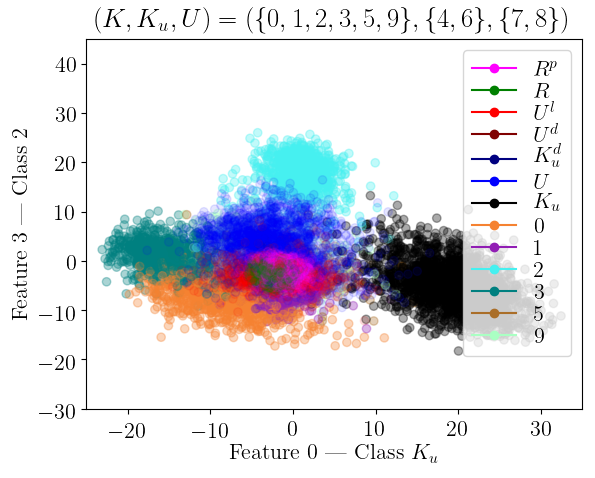 (K, K_u, U) = ({0, 1, 2, 3, 5, 9}, {4, 6}, {7, 8})
40
30
20
10
0
−10
−20
−30
Feature 3 — Class 2
−20
−10
0
10
20
30
Feature 0 — Class K_u
R^p
R
U^l
U^d
K_u^d
U
K_u
0
1
2
3
5
9